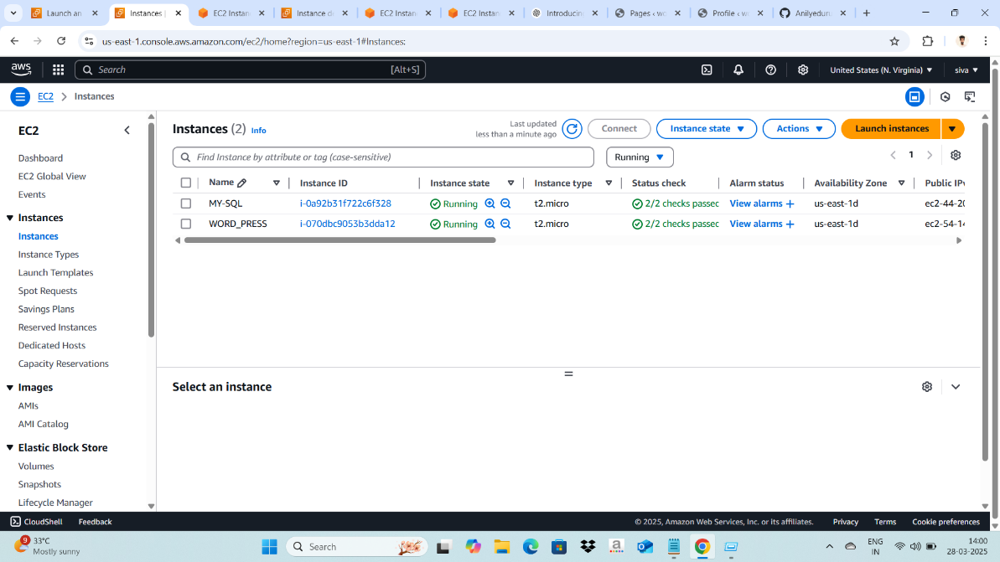 Launch an
Instances
EC2 Instan
Instance de
EC2 Instan
EC2 Instan
Introducin
Pages ‹ wo
Profile ‹ w
Anilyedun
us-east-1.console.aws.amazon.com/ec2/home?region=us-east-1#Instances:
aws
Search
[Alt+S]
United States (N. Virginia)
siva
EC2
Instances
EC2
Dashboard
EC2 Global View
Events
Instances
Instances
Instance Types
Launch Templates
Spot Requests
Savings Plans
Reserved Instances
Dedicated Hosts
Capacity Reservations
Images
AMIs
AMI Catalog
Elastic Block Store
Volumes
Snapshots
Lifecycle Manager
Instances (2) Info
Last updated
less than a minute ago
Connect
Instance state
Actions
Launch instances
Find Instance by attribute or tag (case-sensitive)
Running
1
Name Instance ID Instance state Instance type Status check Alarm status Availability Zone Public IPv
MY-SQL i-0a92b31f722c6f328 Running t2.micro 2/2 checks passed View alarms + us-east-1d ec2-44-20
WORD_PRESS i-070dbc9053b3dda12 Running t2.micro 2/2 checks passed View alarms + us-east-1d ec2-54-14
Select an instance
CloudShell Feedback © 2025, Amazon Web Services, Inc. or its affiliates. Privacy Terms Cookie preferences
9
33°C
Mostly sunny
Search
a
ENG
IN
14:00
28-03-2025